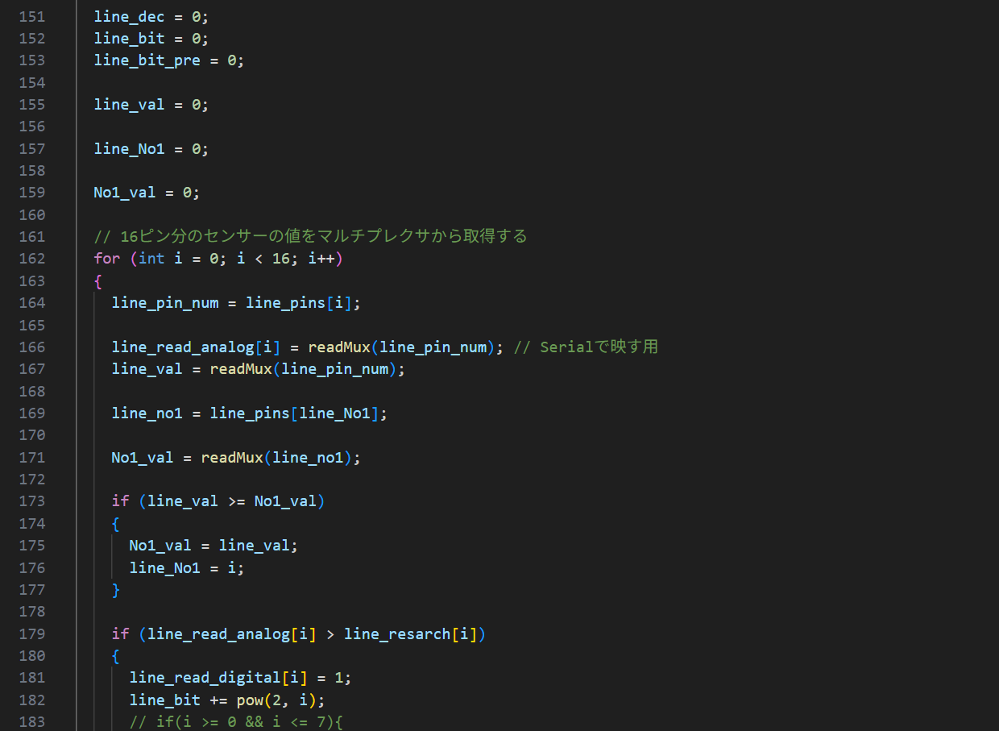 151 line_dec = 0;
152 line_bit = 0;
153 line_bit_pre = 0;
154
155 line_val = 0;
156
157 line_No1 = 0;
158
159 No1_val = 0;
160
161 // 16ピン分のセンサーの値をマルチプレクサから取得する
162 for (int i = 0; i < 16; i++)
163 {
164 line_pin_num = line_pins[i];
165
166 line_read_analog[i] = readMux(line_pin_num); // Serialで映す用
167 line_val = readMux(line_pin_num);
168
169 line_no1 = line_pins[line_No1];
170
171 No1_val = readMux(line_no1);
172
173 if (line_val >= No1_val)
174 {
175 No1_val = line_val;
176 line_No1 = i;
177 }
178
179 if (line_read_analog[i] > line_resarch[i])
180 {
181 line_read_digital[i] = 1;
182 line_bit += pow(2, i);
183 // if(i >= 0 && i <= 7){